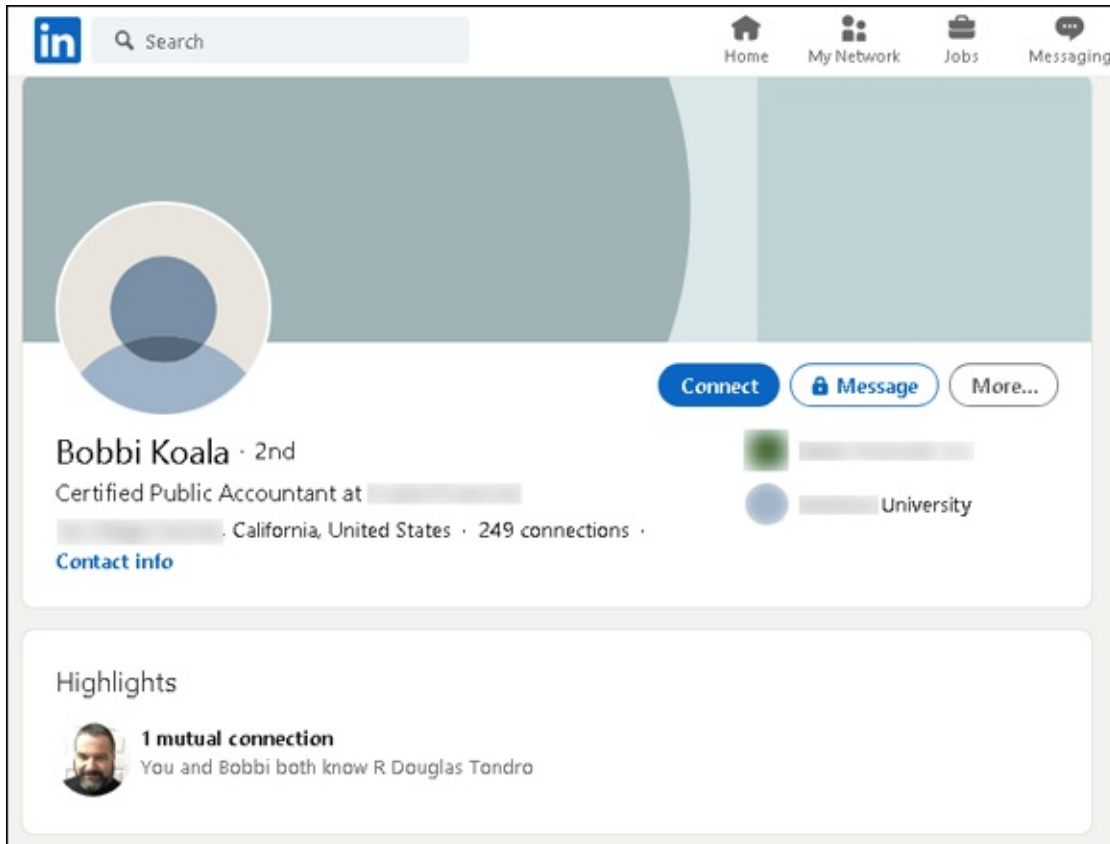 in Search Home My Network Jobs Messaging
Connect Message More...
Bobbi Koala · 2nd
Certified Public Accountant at
University
California, United States · 249 connections ·
Contact info
Highlights
1 mutual connection
You and Bobbi both know R Douglas Tondro